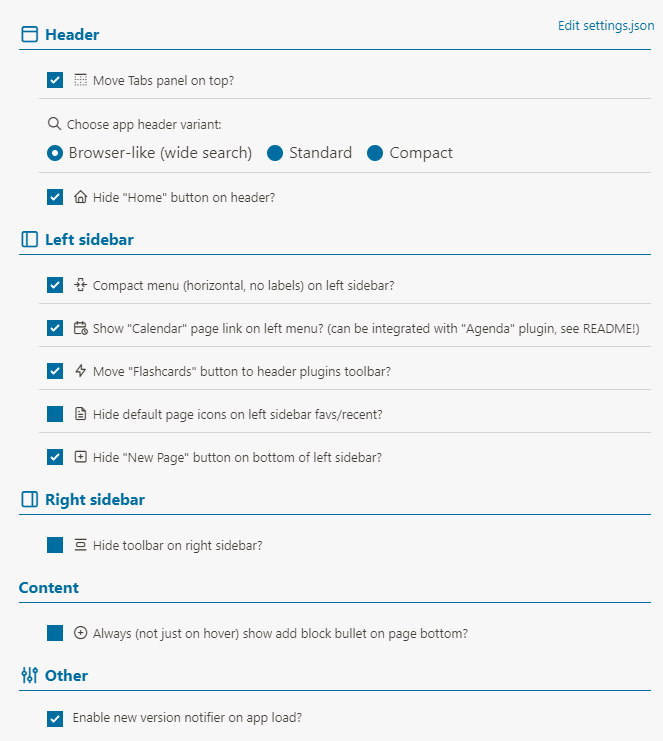 Edit settings.json
Header
Move Tabs panel on top?
Choose app header variant:
Browser-like (wide search) Standard Compact
Hide "Home" button on header?
Left sidebar
Compact menu (horizontal, no labels) on left sidebar?
Show "Calendar" page link on left menu? (can be integrated with "Agenda" plugin, see README!)
Move "Flashcards" button to header plugins toolbar?
Hide default page icons on left sidebar favs/recent?
Hide "New Page" button on bottom of left sidebar?
Right sidebar
Hide toolbar on right sidebar?
Content
Always (not just on hover) show add block bullet on page bottom?
Other
Enable new version notifier on app load?